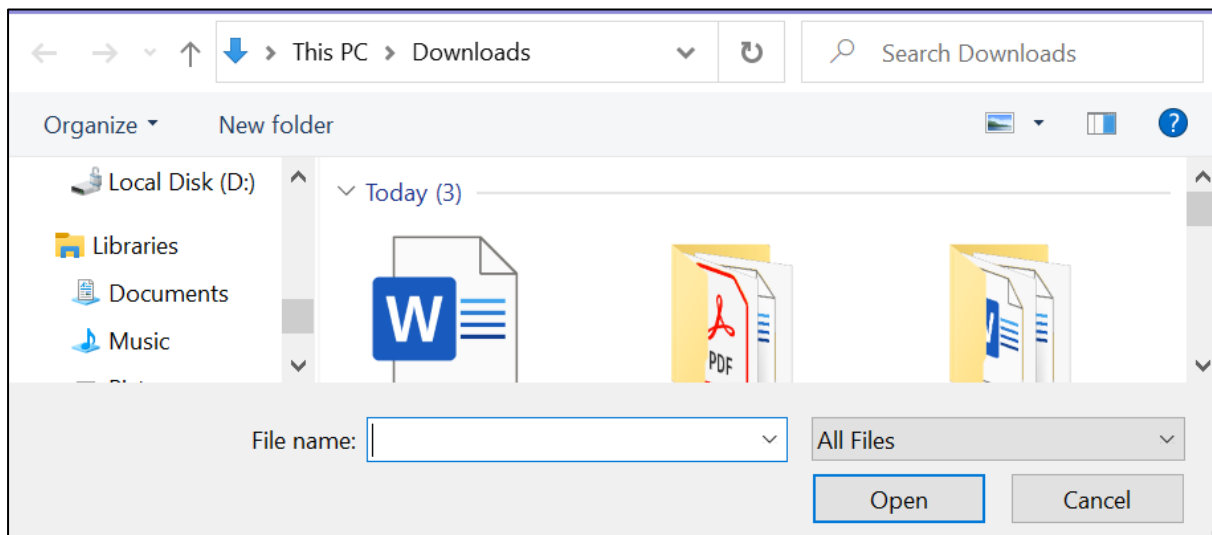 This PC > Downloads
Search Downloads
Organize
New folder
?
Local Disk (D:)
Today (3)
Libraries
Documents
Music
W
PDF
W
File name:
All Files
Open
Cancel